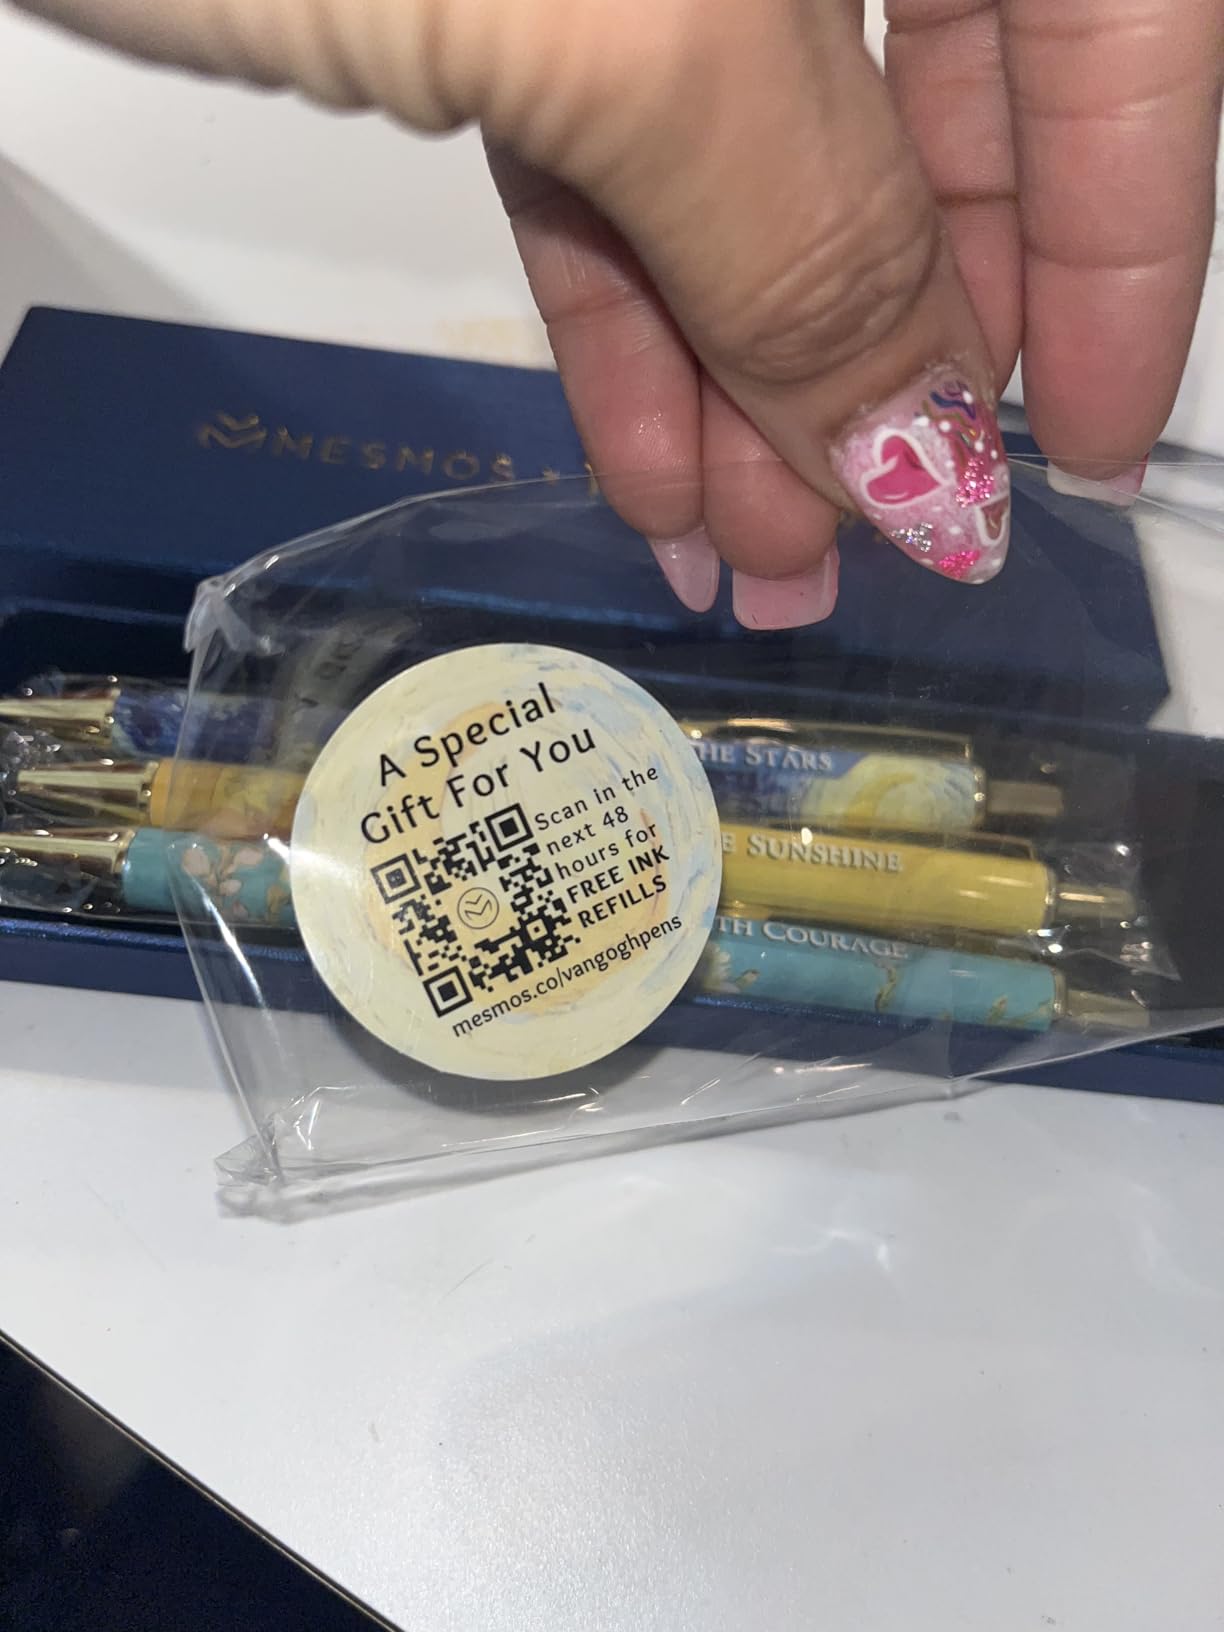 MESMOS
A Special
Gift For You
Scan in the
next 48
hours for
FREE INK
REFILLS
mesmos.co/vangoghpens
THE STARS
SUNSHINE
COURAGE